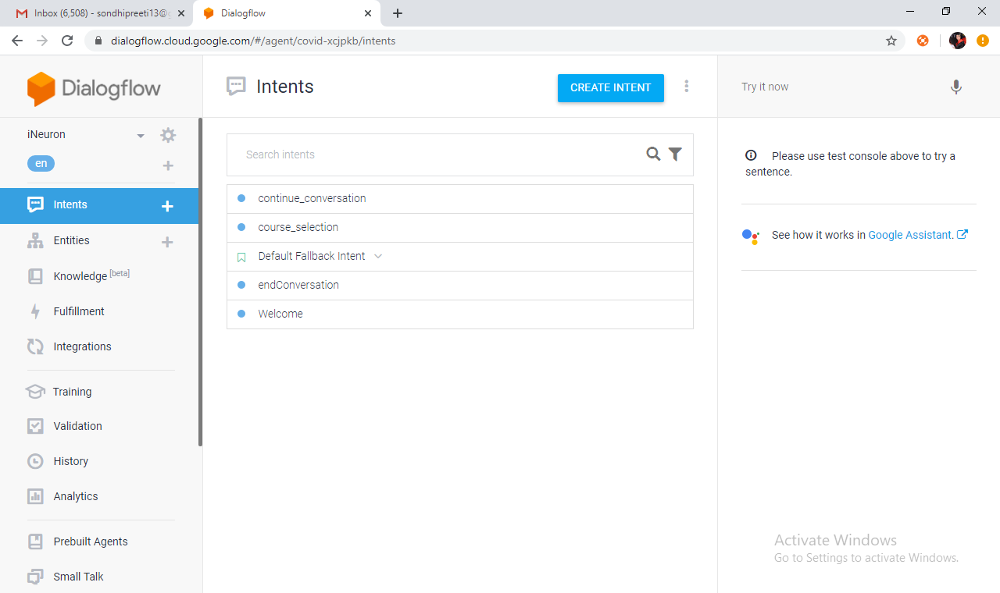 Inbox (6,508) - sondhipreeti13@g
Dialogflow
dialogflow.cloud.google.com/#/agent/covid-xcjpkb/intents
Dialogflow
Intents
CREATE INTENT
Try it now
iNeuron
en
Search intents
Please use test console above to try a
sentence.
Intents
continue_conversation
course_selection
Entities
See how it works in Google Assistant.
Default Fallback Intent
Knowledge [beta]
endConversation
Fulfillment
Welcome
Integrations
Training
Validation
History
Analytics
Prebuilt Agents
Small Talk
Activate Windows
Go to Settings to activate Windows.